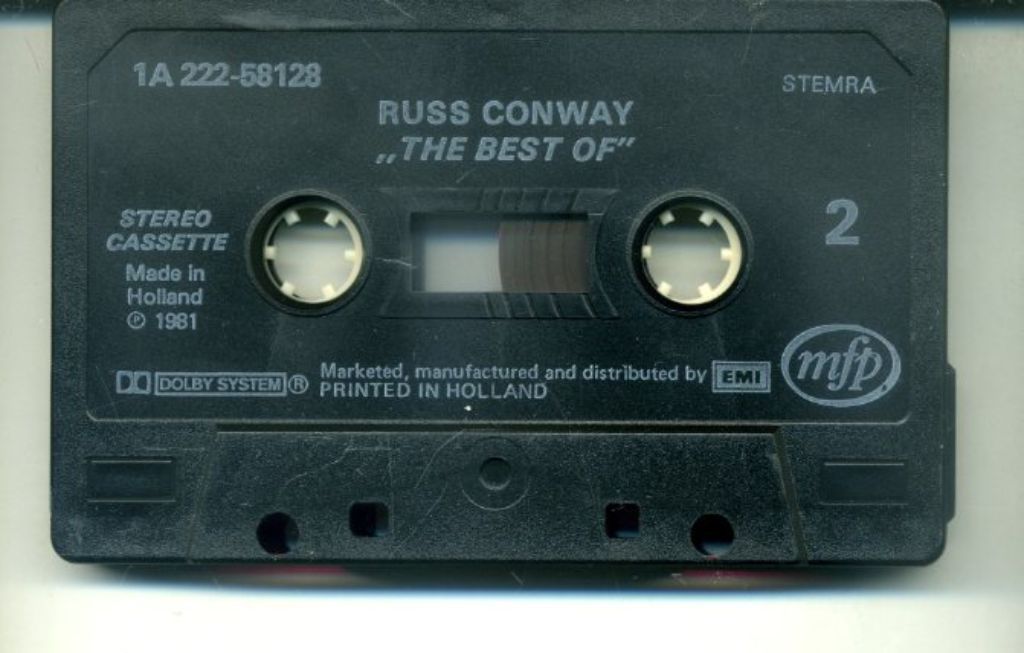 1A 222-58128
STEMRA
RUSS CONWAY
„THE BEST OF”
2
STEREO
CASSETTE
Made in
Holland
℗ 1981
DOLBY SYSTEM ®
Marketed, manufactured and distributed by EMI
PRINTED IN HOLLAND
mfp